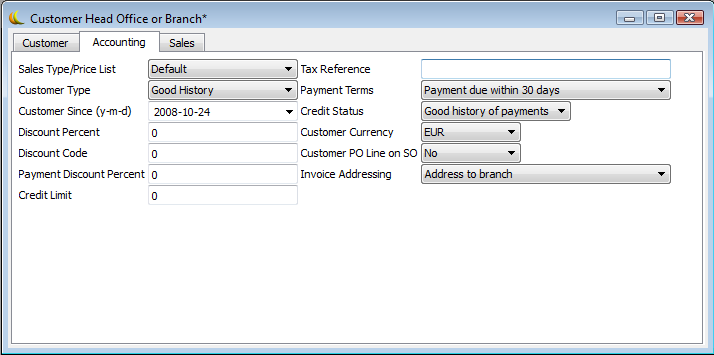 Customer Head Office or Branch*
Customer Accounting Sales
Sales Type/Price List Default Tax Reference
Customer Type Good History Payment Terms Payment due within 30 days
Customer Since (y-m-d) 2008-10-24 Credit Status Good history of payments
Discount Percent 0 Customer Currency EUR
Discount Code 0 Customer PO Line on SO No
Payment Discount Percent 0 Invoice Addressing Address to branch
Credit Limit 0